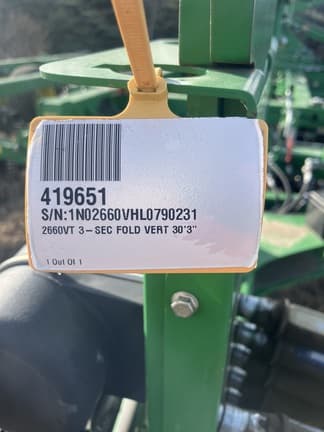 419651
S/N:1N02660VHL0790231
2660VT 3-SEC FOLD VERT 30'3"
1 Out Of 1